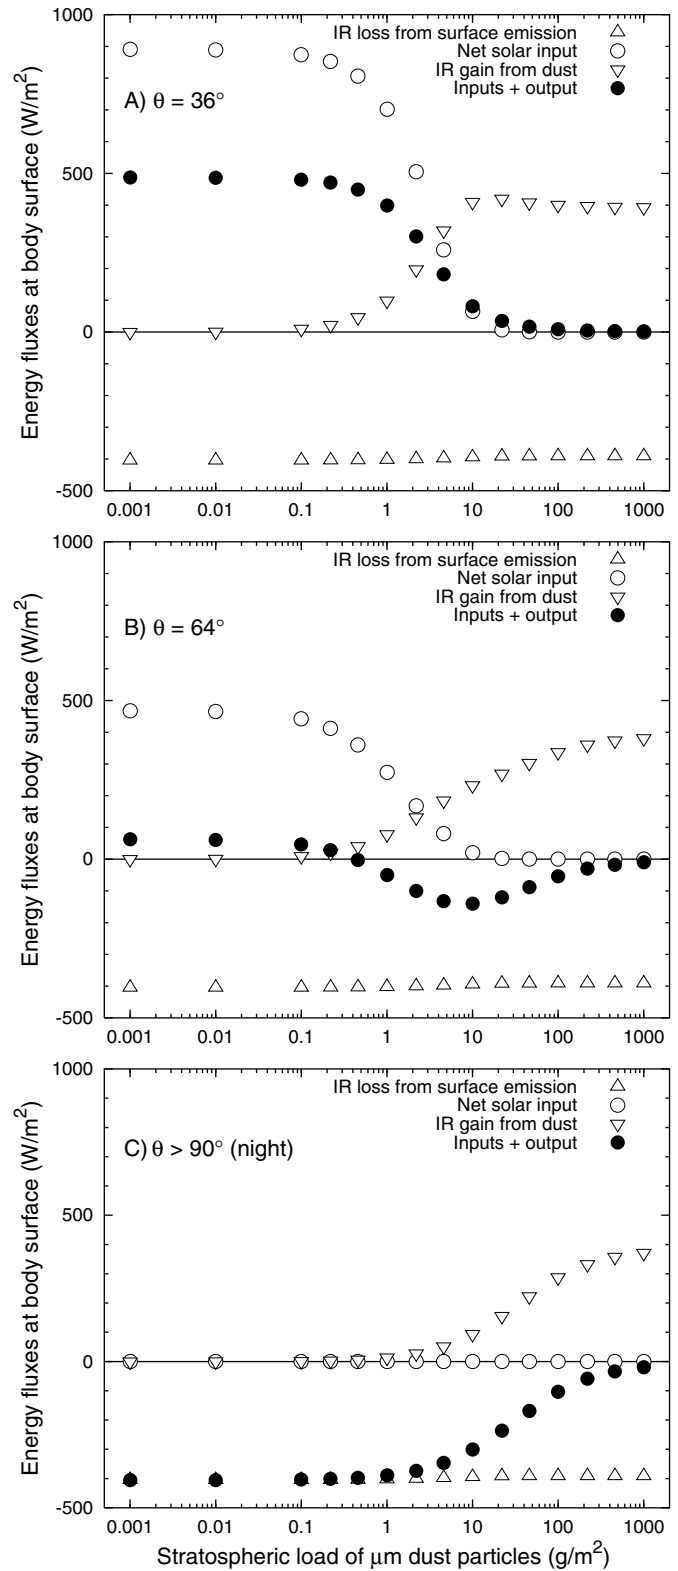 1000
IR loss from surface emission
Net solar input
IR gain from dust
Inputs + output
A) θ = 36°
500
0
-500
Energy fluxes at body surface (W/m²)
0.001 0.01 0.1 1 10 100 1000
1000
IR loss from surface emission
Net solar input
IR gain from dust
Inputs + output
B) θ = 64°
500
0
-500
Energy fluxes at body surface (W/m²)
0.001 0.01 0.1 1 10 100 1000
1000
IR loss from surface emission
Net solar input
IR gain from dust
Inputs + output
C) θ > 90° (night)
500
0
-500
Energy fluxes at body surface (W/m²)
0.001 0.01 0.1 1 10 100 1000
Stratospheric load of μm dust particles (g/m²)